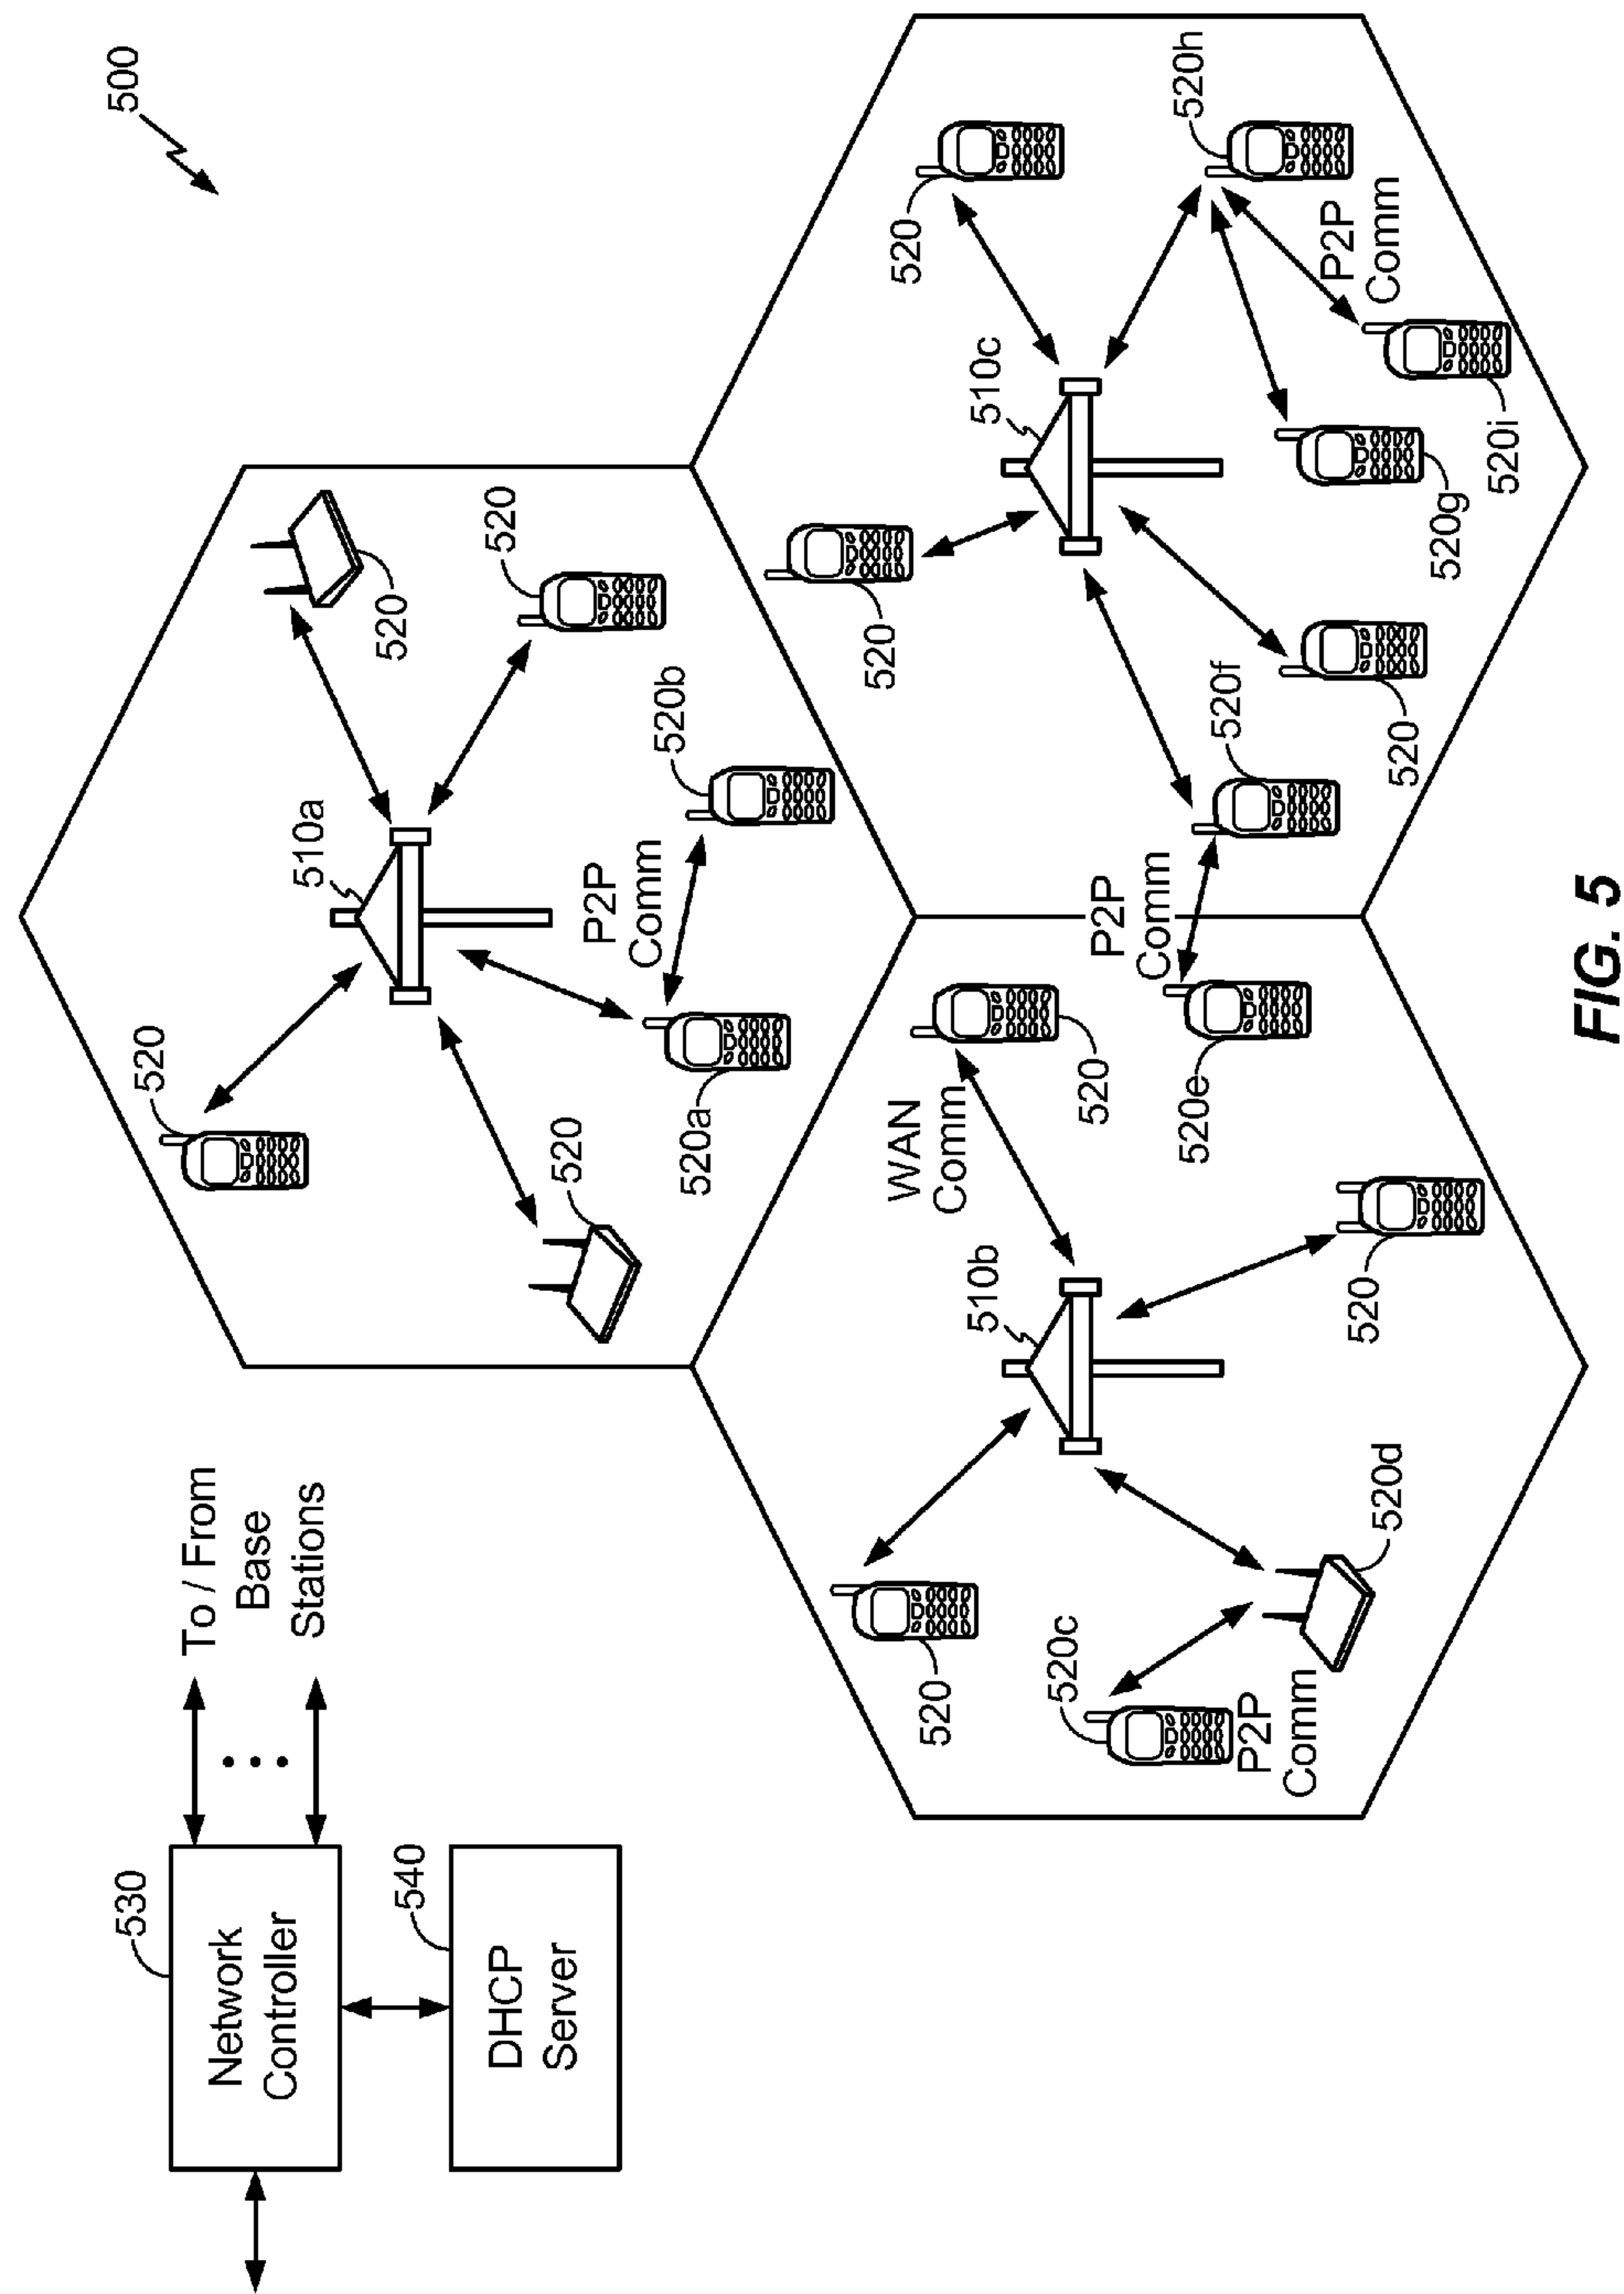 500
530
Network
Controller
To / From
Base
Stations
540
DHCP
Server
520
510a
520
520
520
P2P
Comm
520a
520b
520
510b
WAN
Comm
520
520c
P2P
Comm
520d
520
520e
P2P
Comm
520f
520
510c
520
520
520g
520h
P2P
Comm
520i
FIG. 5